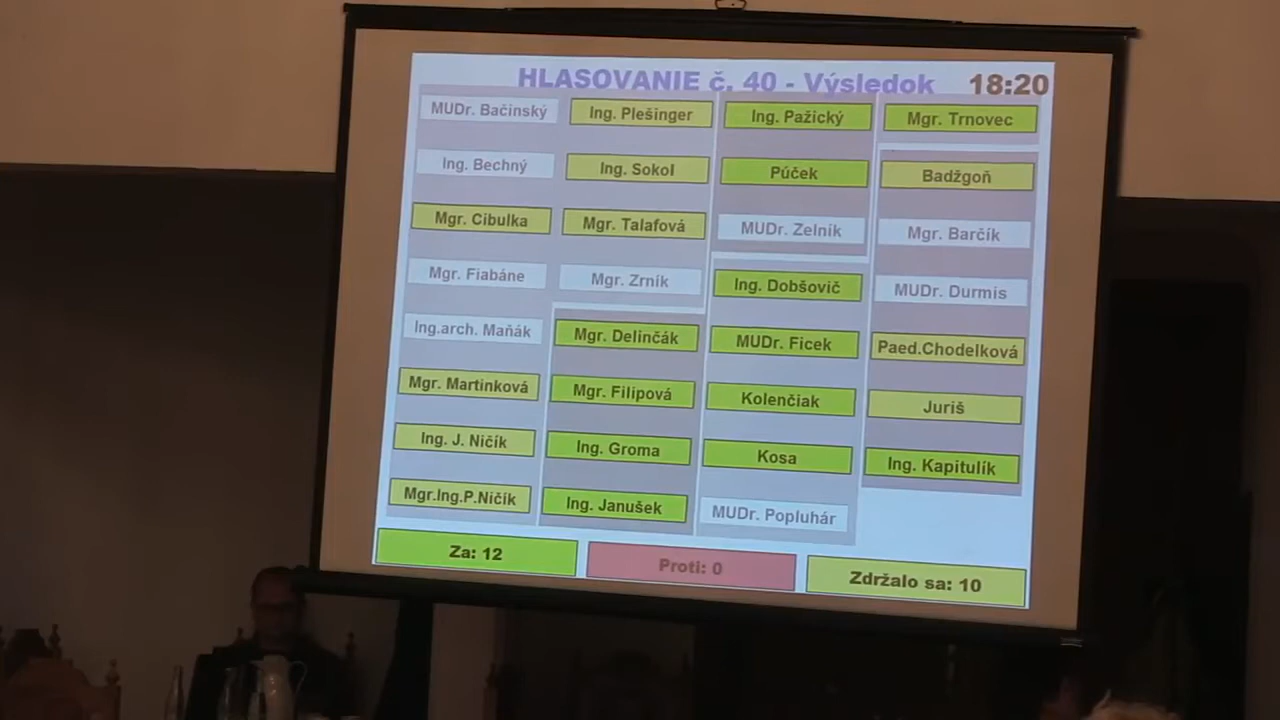 HLASOVANIE č. 40 - Výsledok 18:20
MUDr. Bačinský
Ing. Bechný
Mgr. Cibulka
Mgr. Fiabáne
Ing.arch. Maňák
Mgr. Martinková
Ing. J. Ničík
Mgr.Ing.P.Ničík
Ing. Plešinger
Ing. Sokol
Mgr. Talafová
Mgr. Zrník
Mgr. Delinčák
Mgr. Filipová
Ing. Groma
Ing. Janušek
Ing. Pažický
Púček
MUDr. Zelník
Ing. Dobšovič
MUDr. Ficek
Kolenčiak
Kosa
MUDr. Popluhár
Mgr. Trnovec
Badžgoň
Mgr. Barčík
MUDr. Durmis
Paed.Chodelková
Juriš
Ing. Kapitulík
Za: 12
Proti: 0
Zdržalo sa: 10